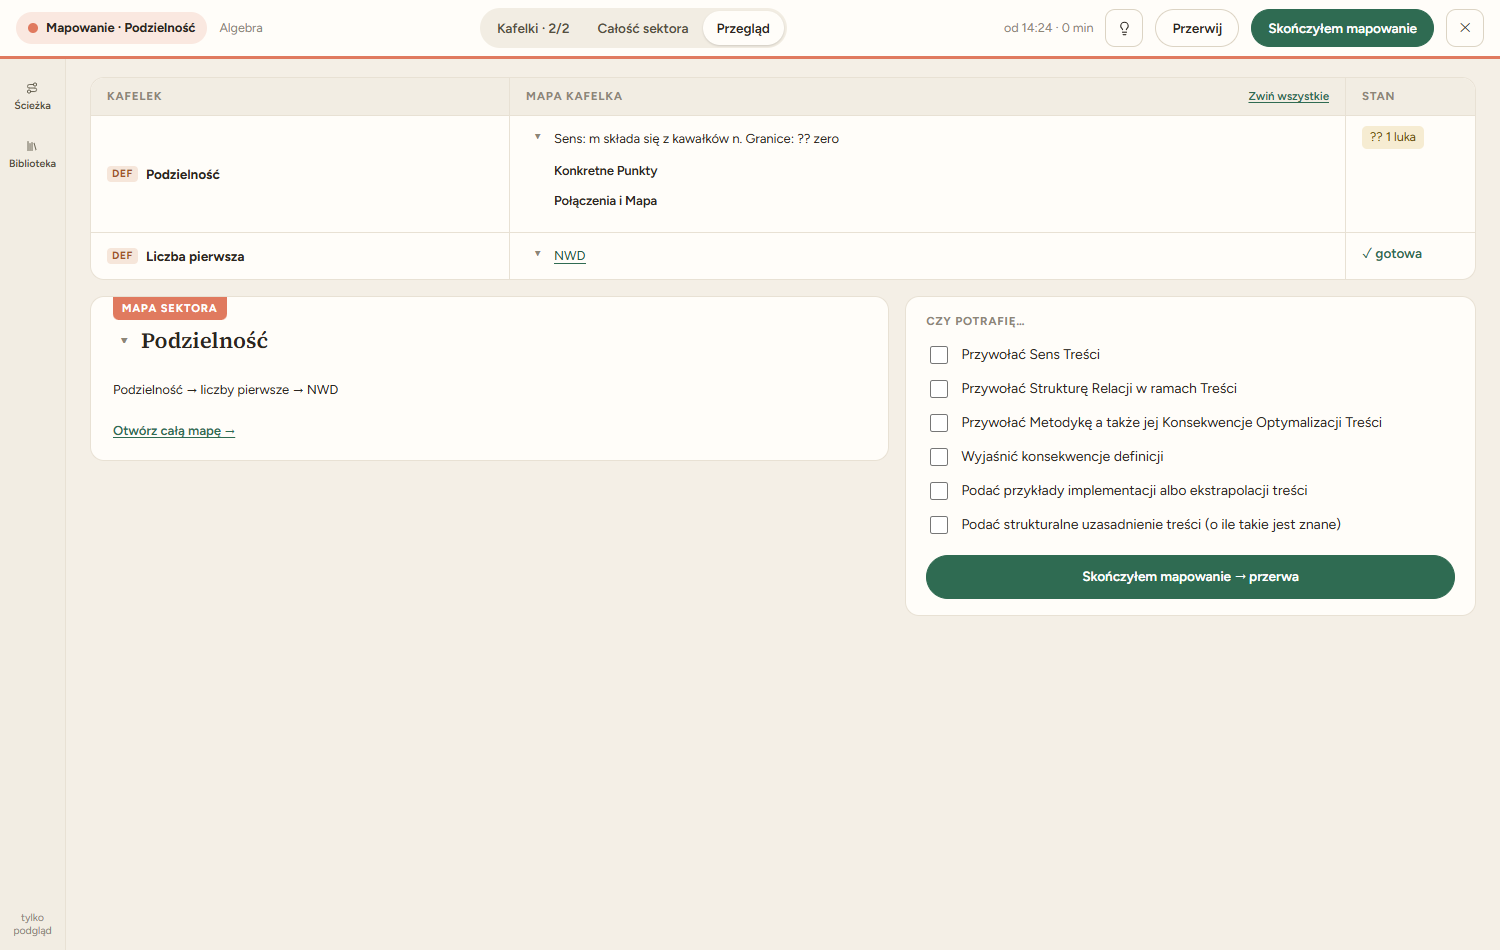 Mapowanie · Podzielność
Algebra
Kafelki · 2/2
Całość sektora
Przegląd
od 14:24 · 0 min
Przerwij
Skończyłem mapowanie
Ścieżka
Biblioteka
KAFELEK
MAPA KAFELKA
Zwiń wszystkie
STAN
DEF Podzielność
Sens: m składa się z kawałków n. Granice: ?? zero
Konkretne Punkty
Połączenia i Mapa
?? 1 luka
DEF Liczba pierwsza
NWD
✓ gotowa
MAPA SEKTORA
Podzielność
Podzielność → liczby pierwsze → NWD
Otwórz całą mapę →
CZY POTRAFIĘ…
Przywołać Sens Treści
Przywołać Strukturę Relacji w ramach Treści
Przywołać Metodykę a także jej Konsekwencje Optymalizacji Treści
Wyjaśnić konsekwencje definicji
Podać przykłady implementacji albo ekstrapolacji treści
Podać strukturalne uzasadnienie treści (o ile takie jest znane)
Skończyłem mapowanie → przerwa
tylko
podgląd